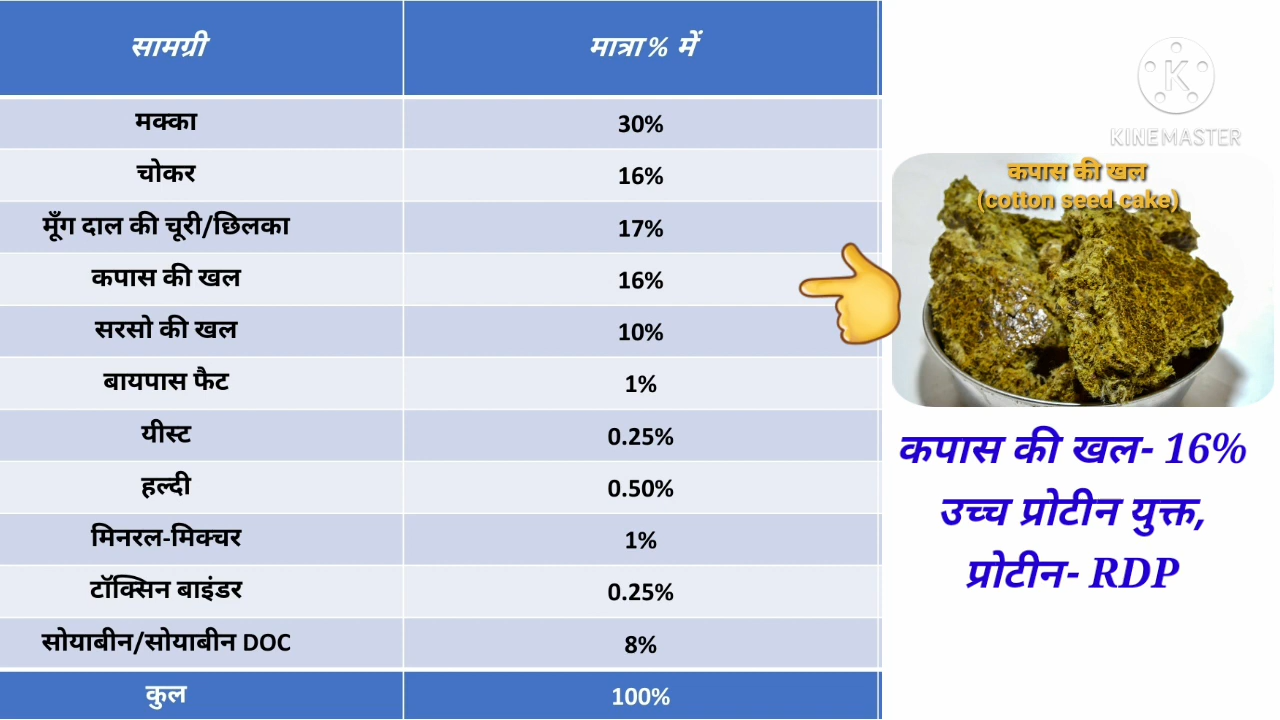 सामग्री मात्रा % में
मक्का 30%
चोकर 16%
मूँग दाल की चूरी/छिलका 17%
कपास की खल 16%
सरसो की खल 10%
बायपास फैट 1%
यीस्ट 0.25%
हल्दी 0.50%
मिनरल-मिक्चर 1%
टॉक्सिन बाइंडर 0.25%
सोयाबीन/सोयाबीन DOC 8%
कुल 100%
K
KINEMASTER
कपास की खल
(cotton seed cake)
कपास की खल- 16%
उच्च प्रोटीन युक्त,
प्रोटीन- RDP